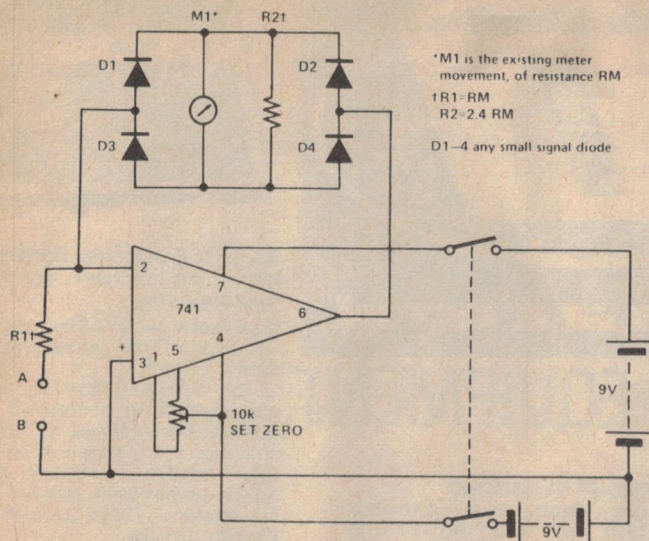 M1*
R2†
D1
D2
D3
D4
*M1 is the existing meter
movement, of resistance RM
†R1=RM
R2=2.4 RM
D1–4 any small signal diode
2
7
741
6
R1†
+
3
1
5
4
A
B
10k
SET ZERO
9V
9V